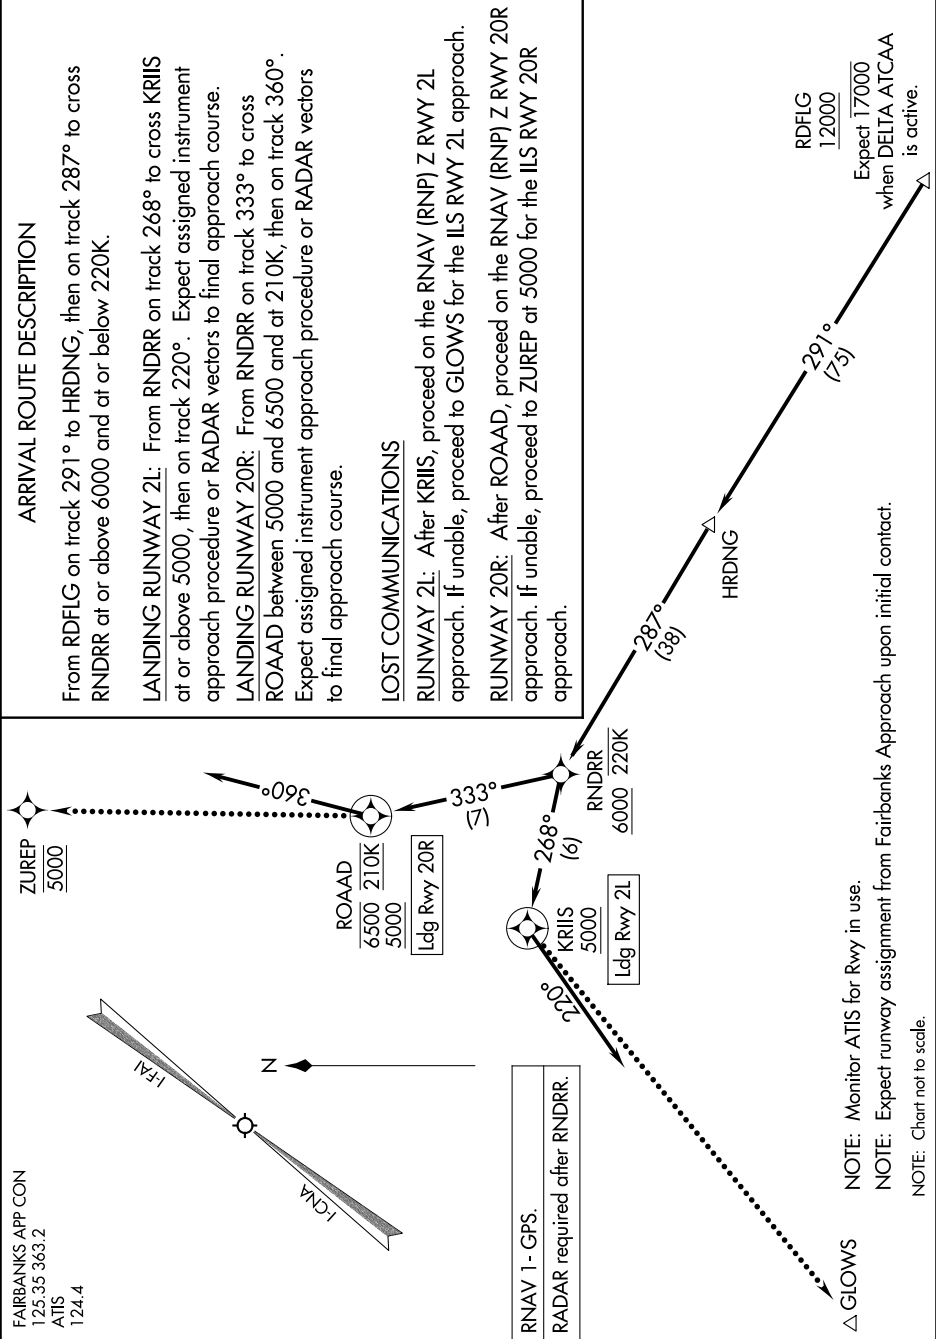 FAIRBANKS APP CON
125.35 363.2
ATIS
124.4
I-FAI
I-CNA
N
RNAV 1 - GPS.
RADAR required after RNDRR.
ZUREP
5000
360°
ROAAD
6500 210K
5000
Ldg Rwy 20R
333°
(7)
268°
(6)
KRIIS
5000
Ldg Rwy 2L
220°
RNDRR
6000 220K
287°
(38)
HRDNG
291°
(75)
RDFLG
12000
Expect 17000
when DELTA ATCAA
is active.
GLOWS
ARRIVAL ROUTE DESCRIPTION
From RDFLG on track 291° to HRDNG, then on track 287° to cross
RNDRR at or above 6000 and at or below 220K.
LANDING RUNWAY 2L: From RNDRR on track 268° to cross KRIIS
at or above 5000, then on track 220°. Expect assigned instrument
approach procedure or RADAR vectors to final approach course.
LANDING RUNWAY 20R: From RNDRR on track 333° to cross
ROAAD between 5000 and 6500 and at 210K, then on track 360°.
Expect assigned instrument approach procedure or RADAR vectors
to final approach course.
LOST COMMUNICATIONS
RUNWAY 2L: After KRIIS, proceed on the RNAV (RNP) Z RWY 2L
approach. If unable, proceed to GLOWS for the ILS RWY 2L approach.
RUNWAY 20R: After ROAAD, proceed on the RNAV (RNP) Z RWY 20R
approach. If unable, proceed to ZUREP at 5000 for the ILS RWY 20R
approach.
NOTE: Monitor ATIS for Rwy in use.
NOTE: Expect runway assignment from Fairbanks Approach upon initial contact.
NOTE: Chart not to scale.